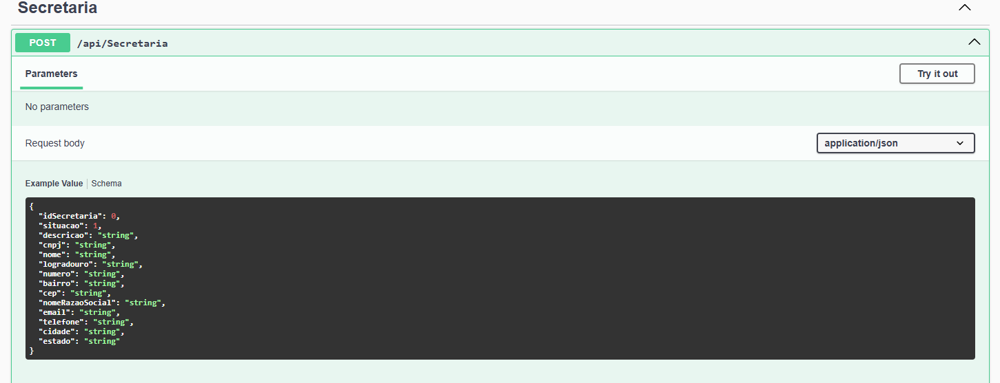 Secretaria
POST /api/Secretaria
Parameters
Try it out
No parameters
Request body
application/json
Example Value Schema
{
"idSecretaria": 0,
"situacao": 1,
"descricao": "string",
"cnpj": "string",
"nome": "string",
"logradouro": "string",
"numero": "string",
"bairro": "string",
"cep": "string",
"nomeRazaoSocial": "string",
"email": "string",
"telefone": "string",
"cidade": "string",
"estado": "string"
}